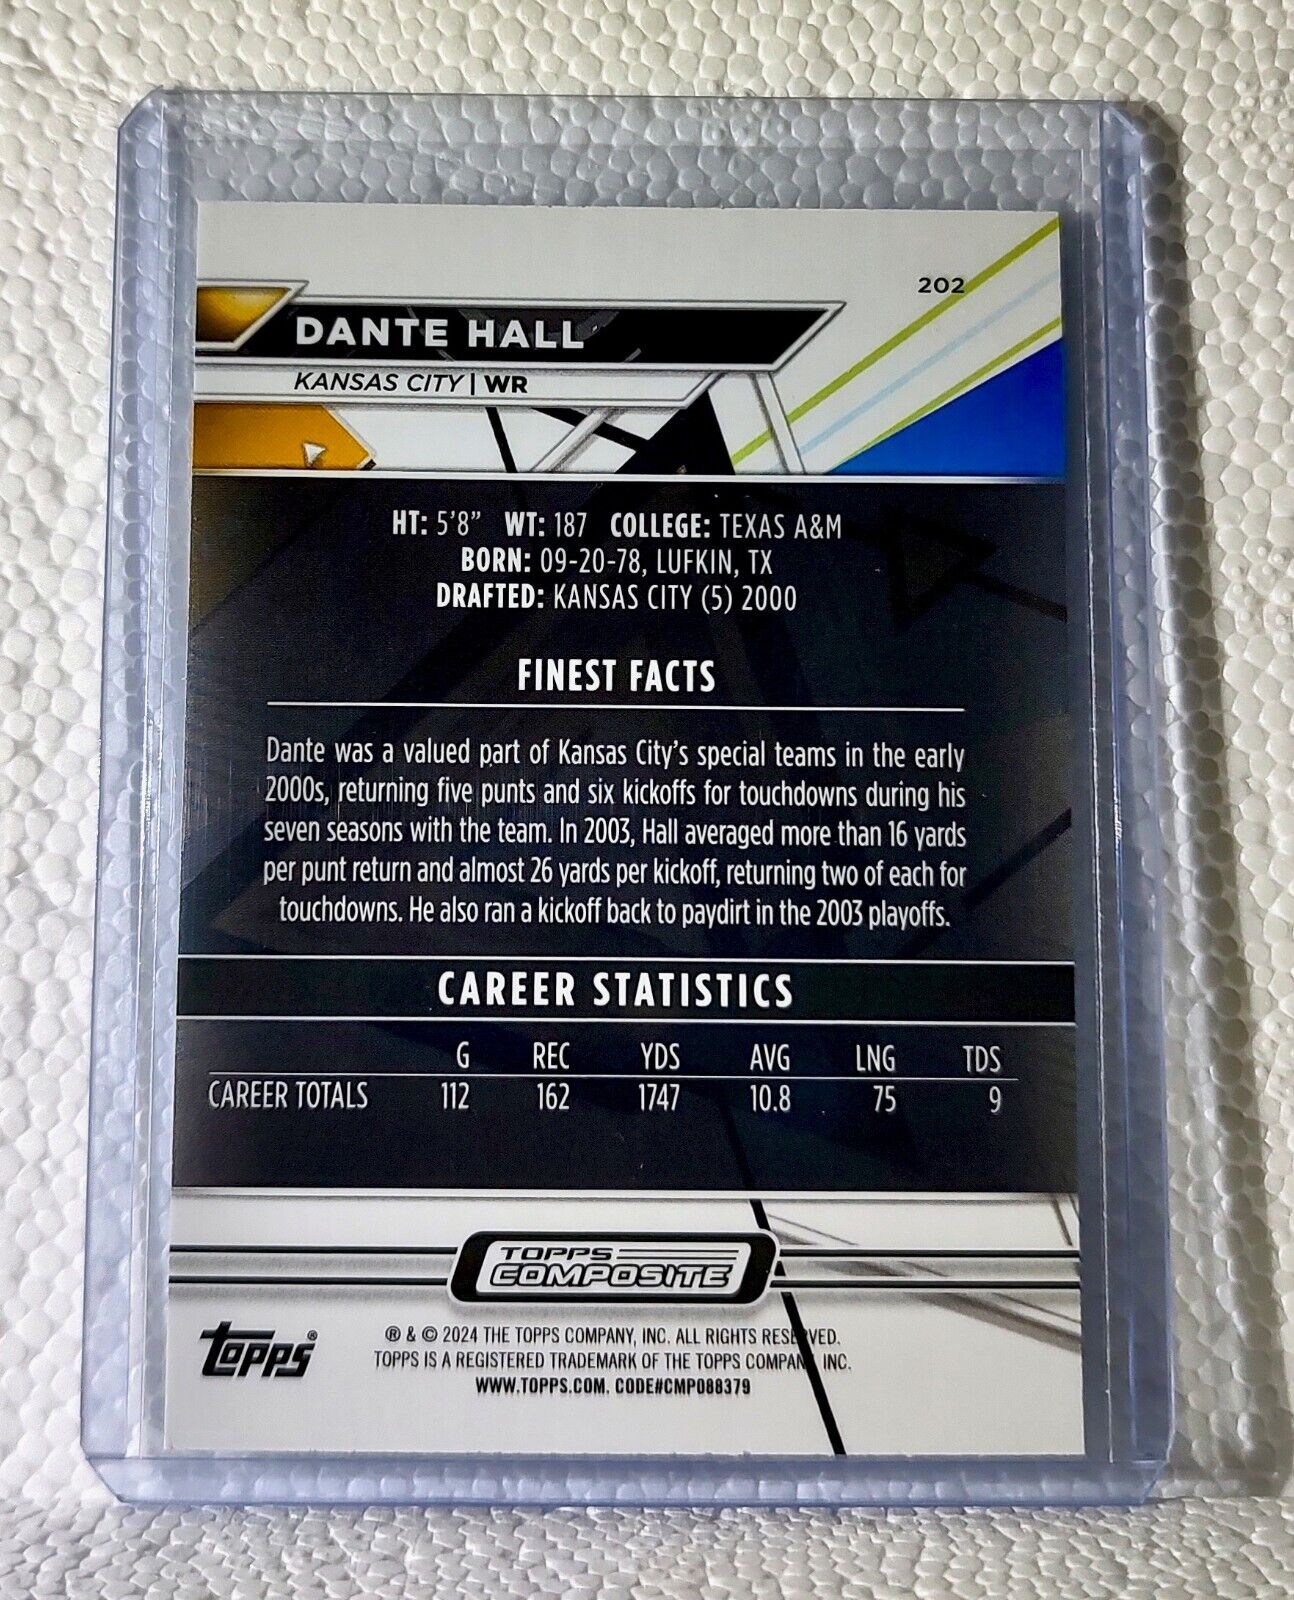 202
DANTE HALL
KANSAS CITY | WR
HT: 5'8" WT: 187 COLLEGE: TEXAS A&M
BORN: 09-20-78, LUFKIN, TX
DRAFTED: KANSAS CITY (5) 2000
FINEST FACTS
Dante was a valued part of Kansas City's special teams in the early
2000s, returning five punts and six kickoffs for touchdowns during his
seven seasons with the team. In 2003, Hall averaged more than 16 yards
per punt return and almost 26 yards per kickoff, returning two of each for
touchdowns. He also ran a kickoff back to paydirt in the 2003 playoffs.
CAREER STATISTICS
G REC YDS AVG LNG TDS
CAREER TOTALS 112 162 1747 10.8 75 9
TOPPS
COMPOSITE
topps®
® & © 2024 THE TOPPS COMPANY, INC. ALL RIGHTS RESERVED.
TOPPS IS A REGISTERED TRADEMARK OF THE TOPPS COMPANY, INC.
WWW.TOPPS.COM. CODE#CMP088379